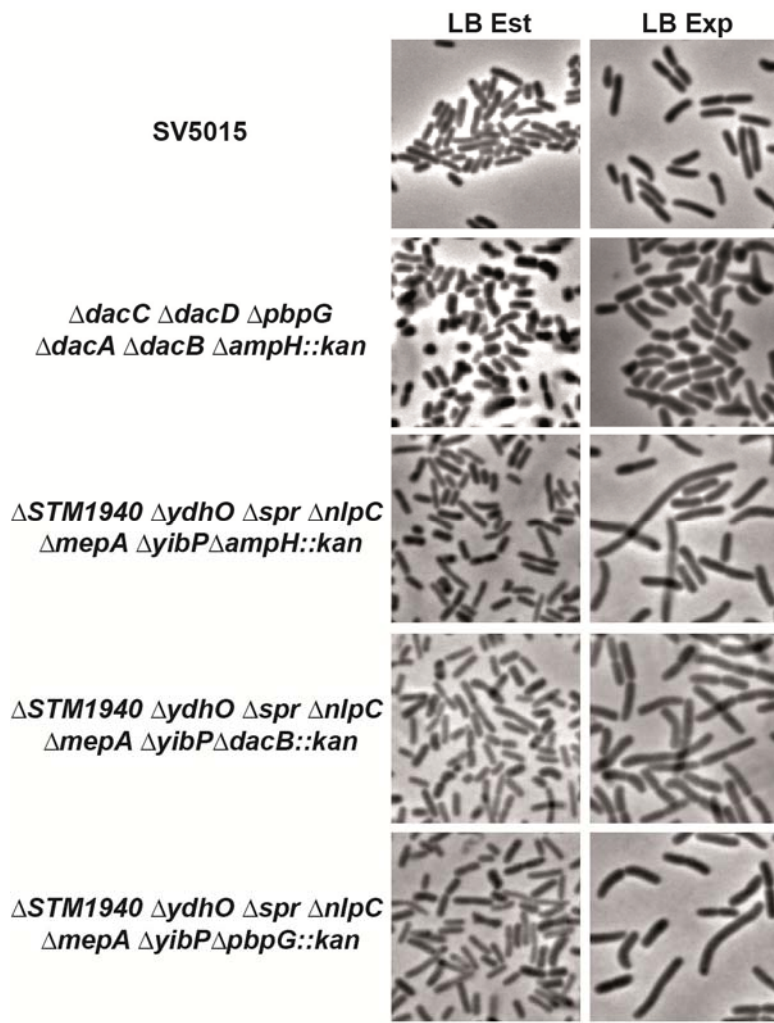 LB Est LB Exp
SV5015
ΔdacC ΔdacD ΔpbpG
ΔdacA ΔdacB ΔampH::kan
ΔSTM1940 ΔydhO Δspr ΔnlpC
ΔmepA ΔyibPΔampH::kan
ΔSTM1940 ΔydhO Δspr ΔnlpC
ΔmepA ΔyibPΔdacB::kan
ΔSTM1940 ΔydhO Δspr ΔnlpC
ΔmepA ΔyibPΔpbpG::kan